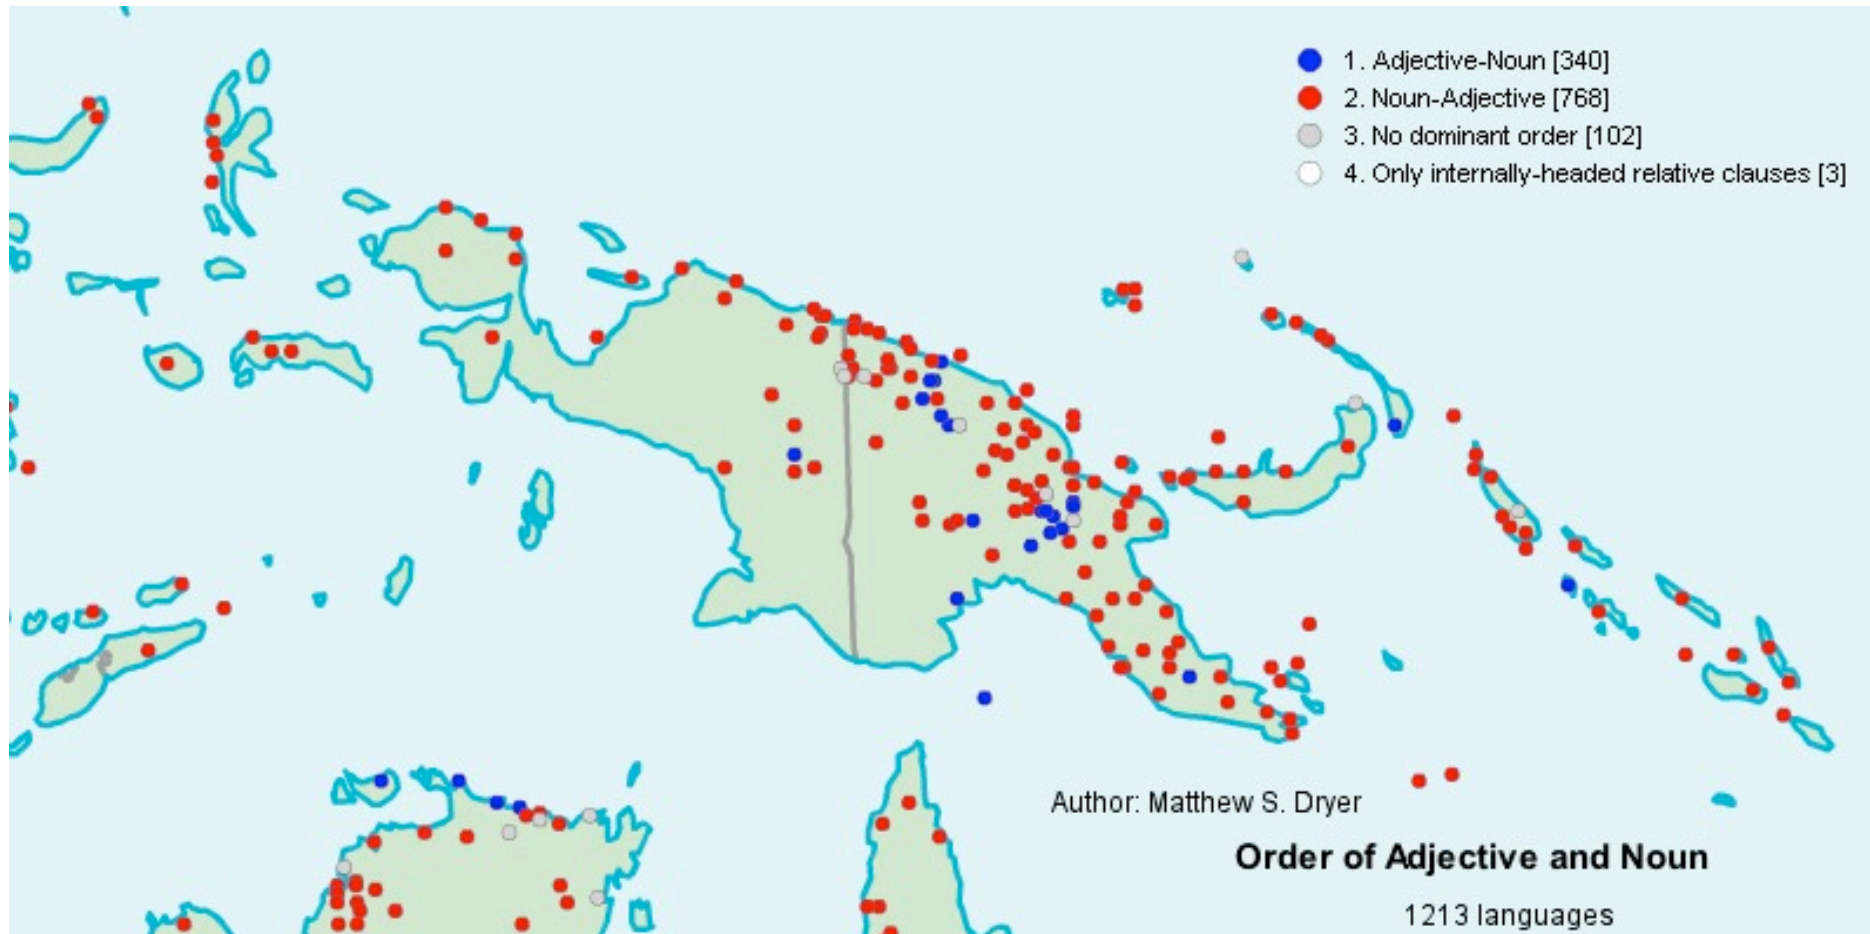 1. Adjective-Noun [340]
2. Noun-Adjective [768]
3. No dominant order [102]
4. Only internally-headed relative clauses [3]
Author: Matthew S. Dryer
Order of Adjective and Noun
1213 languages